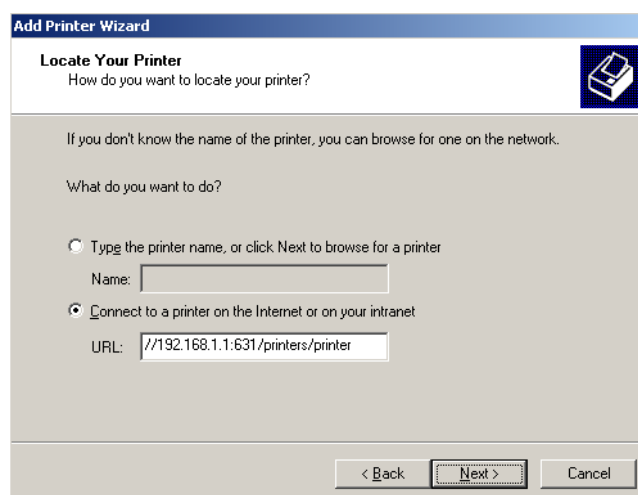 Add Printer Wizard
Locate Your Printer
How do you want to locate your printer?
If you don't know the name of the printer, you can browse for one on the network.
What do you want to do?
Type the printer name, or click Next to browse for a printer
Name:
Connect to a printer on the Internet or on your intranet
URL: //192.168.1.1:631/printers/printer
< Back Next > Cancel